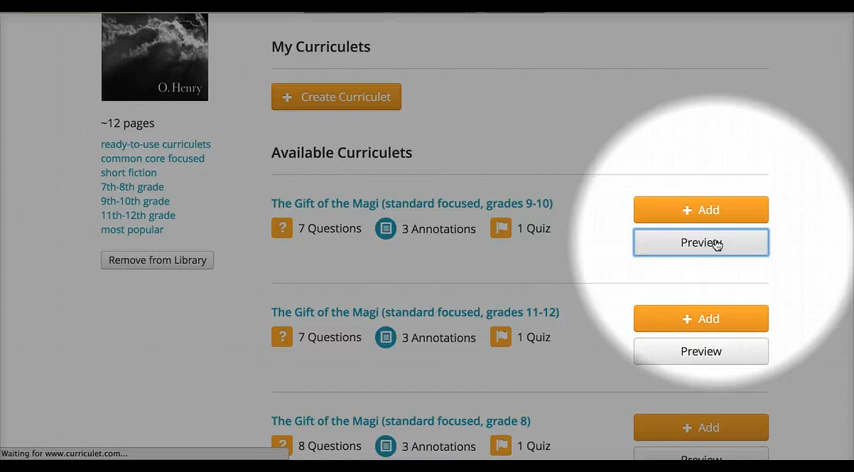 O. Henry
~12 pages
ready-to-use curriculets
common core focused
short fiction
7th-8th grade
9th-10th grade
11th-12th grade
most popular
Remove from Library
My Curriculets
+ Create Curriculet
Available Curriculets
The Gift of the Magi (standard focused, grades 9-10)
? 7 Questions 3 Annotations 1 Quiz
+ Add
Preview
The Gift of the Magi (standard focused, grades 11-12)
? 7 Questions 3 Annotations 1 Quiz
+ Add
Preview
The Gift of the Magi (standard focused, grade 8)
? 8 Questions 3 Annotations 1 Quiz
+ Add
Preview
Waiting for www.curriculet.com...